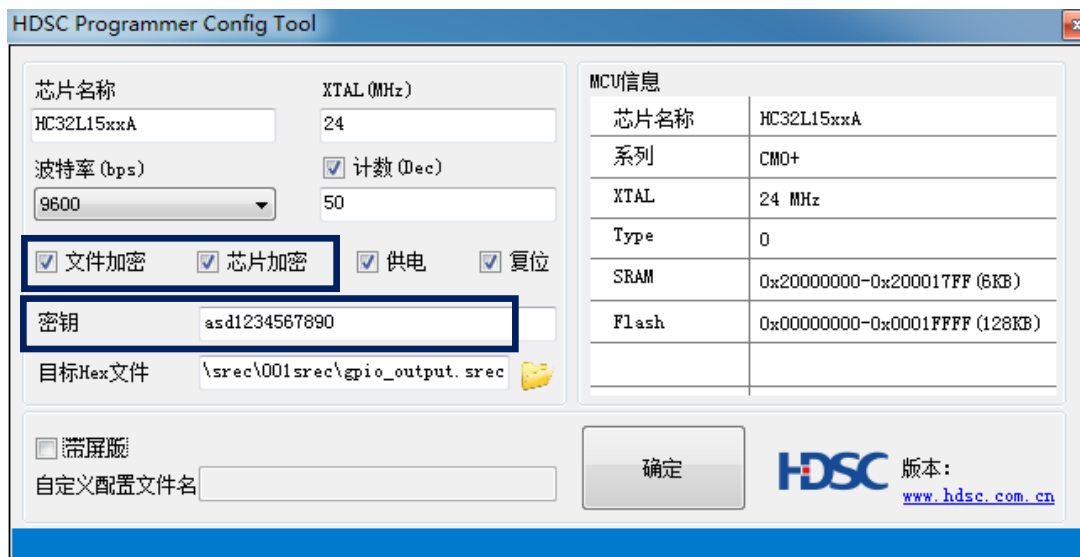 HDSC Programmer Config Tool
芯片名称
XTAL(MHz)
HC32L15xxA
24
波特率(bps)
计数(Dec)
9600
50
文件加密
芯片加密
供电
复位
密钥
asd1234567890
目标Hex文件
\srec\001srec\gpio_output.srec
MCU信息
芯片名称
HC32L15xxA
系列
CM0+
XTAL
24 MHz
Type
0
SRAM
0x20000000-0x200017FF(6KB)
Flash
0x00000000-0x0001FFFF(128KB)
带屏版
自定义配置文件名
确定
HDSC
版本:
www.hdsc.com.cn